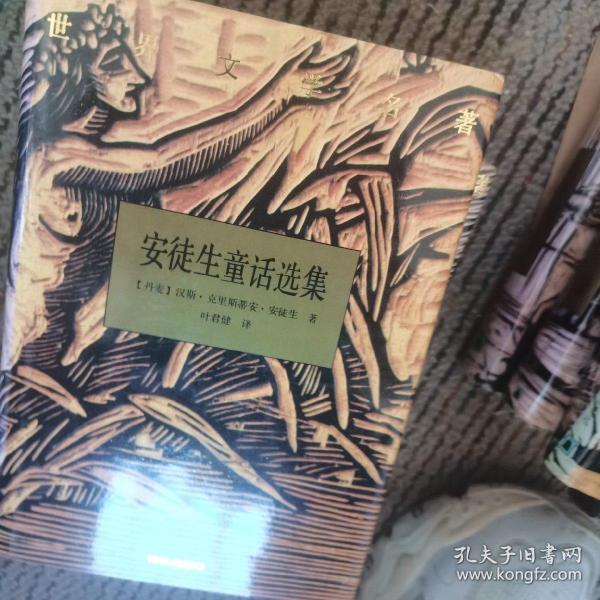 世界文学名著
安徒生童话选集
【丹麦】汉斯·克里斯蒂安·安徒生 著
叶君健 译
孔夫子旧书网
www.kongfz.com